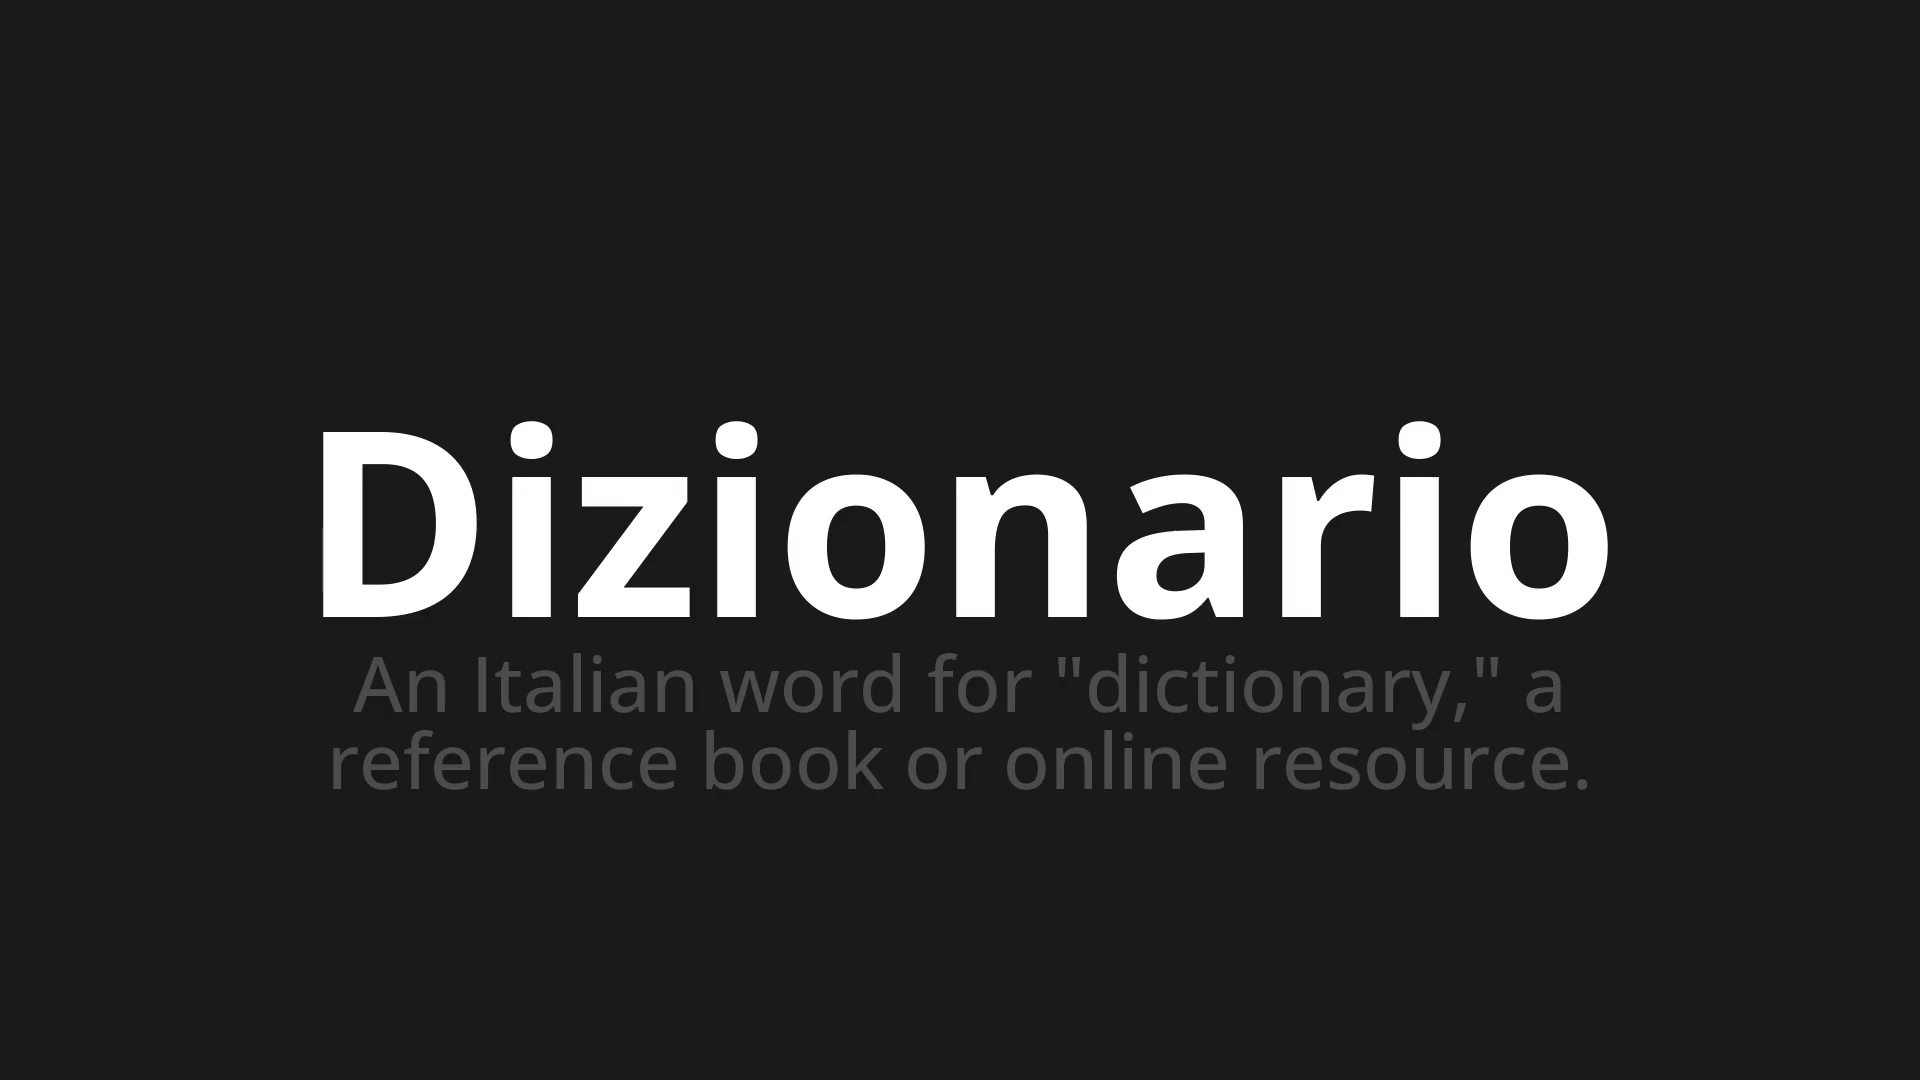 Dizionario
An Italian word for "dictionary," a
reference book or online resource.